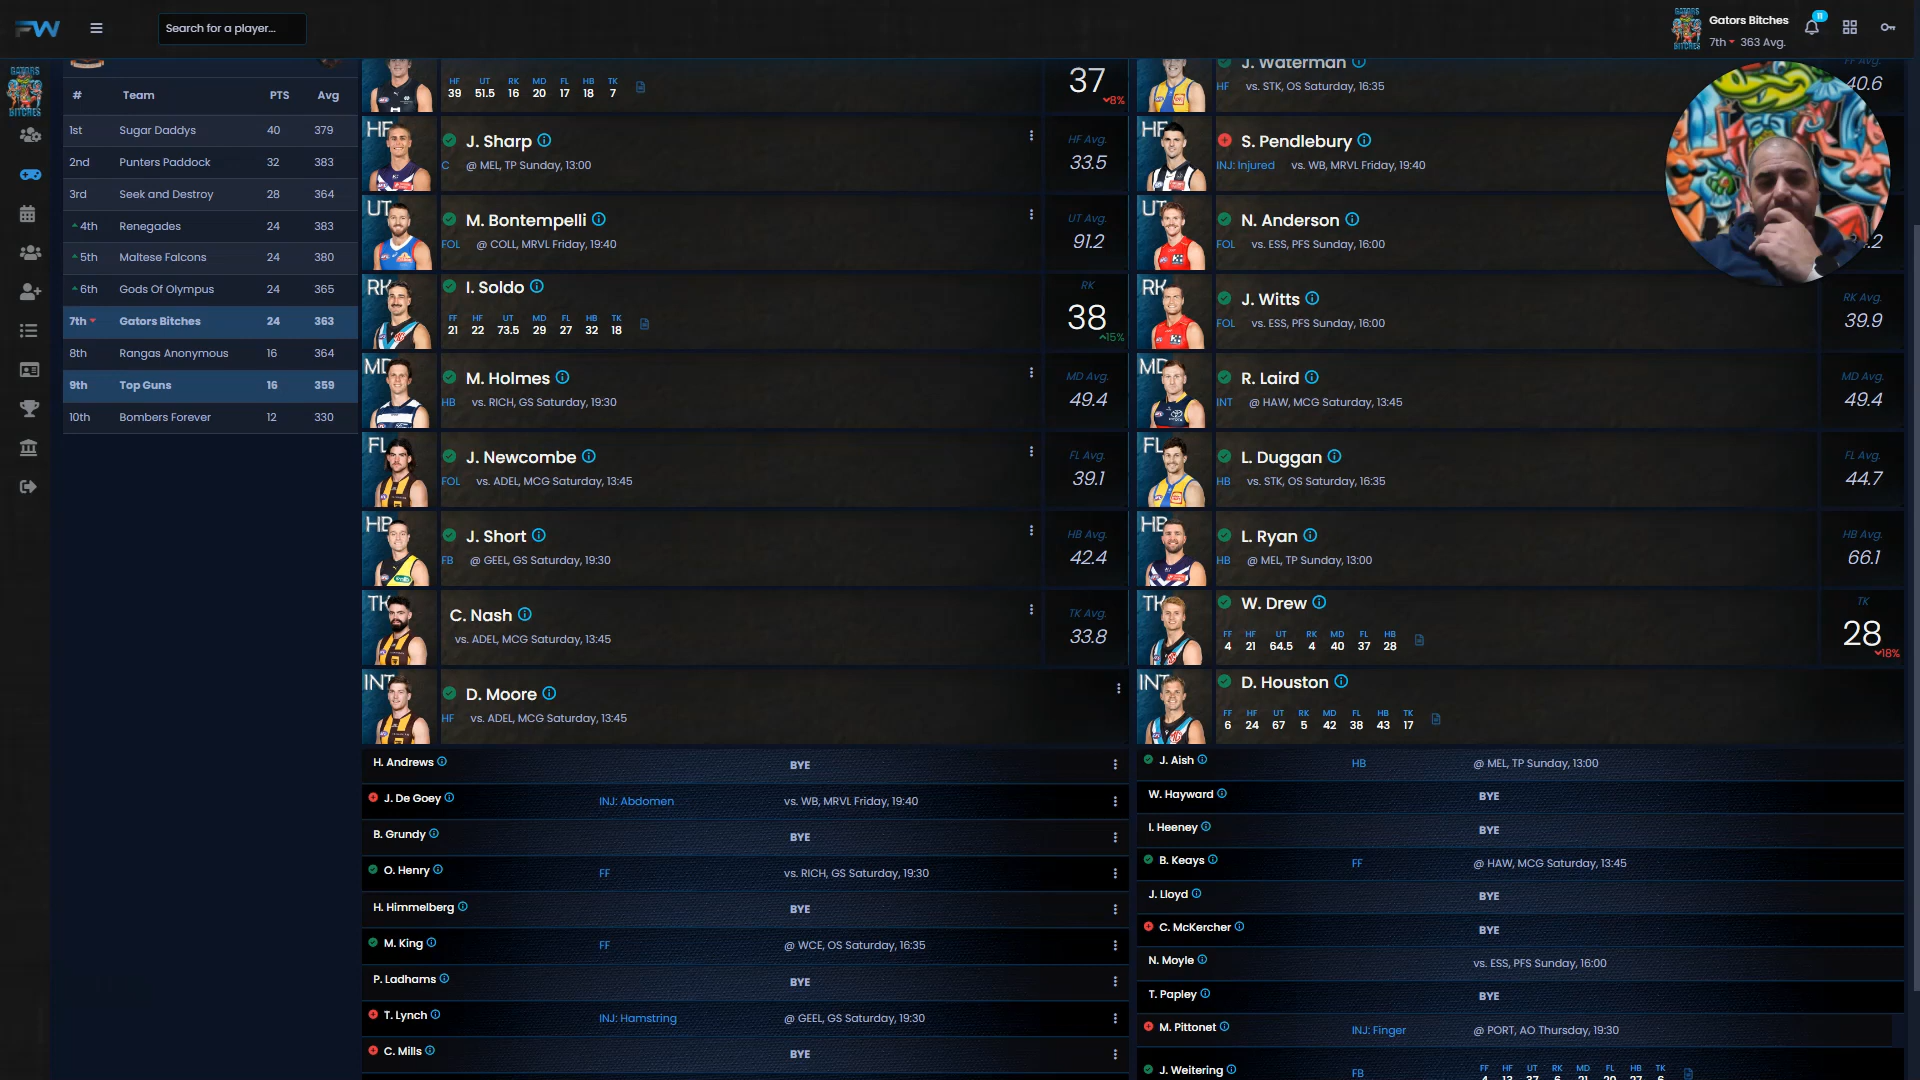 FW
Search for a player...
GATORS BITCHES
Gators Bitches
11
7th 363 Avg.
GATORS BITCHES
# Team PTS Avg
1st Sugar Daddys 40 379
2nd Punters Paddock 32 383
3rd Seek and Destroy 28 364
4th Renegades 24 383
5th Maltese Falcons 24 380
6th Gods Of Olympus 24 365
7th Gators Bitches 24 363
8th Rangas Anonymous 16 364
9th Top Guns 16 359
10th Bombers Forever 12 330
HF UT RK MD FL HB TK
39 51.5 16 20 17 18 7
37
8%
HF
J. Sharp
C @ MEL, TP Sunday, 13:00
HF Avg.
33.5
UT
M. Bontempelli
FOL @ COLL, MRVL Friday, 19:40
UT Avg.
91.2
RK
I. Soldo
FF HF UT MD FL HB TK
21 22 73.5 29 27 32 18
RK
38
15%
MD
M. Holmes
HB vs. RICH, GS Saturday, 19:30
MD Avg.
49.4
FL
J. Newcombe
FOL vs. ADEL, MCG Saturday, 13:45
FL Avg.
39.1
HB
J. Short
FB @ GEEL, GS Saturday, 19:30
HB Avg.
42.4
TK
C. Nash
vs. ADEL, MCG Saturday, 13:45
TK Avg.
33.8
INT
D. Moore
HF vs. ADEL, MCG Saturday, 13:45
H. Andrews BYE
J. De Goey INJ: Abdomen vs. WB, MRVL Friday, 19:40
B. Grundy BYE
O. Henry FF vs. RICH, GS Saturday, 19:30
H. Himmelberg BYE
M. King FF @ WCE, OS Saturday, 16:35
P. Ladhams BYE
T. Lynch INJ: Hamstring @ GEEL, GS Saturday, 19:30
C. Mills BYE
J. Waterman
HF vs. STK, OS Saturday, 16:35
FF Avg.
40.6
HF
S. Pendlebury
INJ: Injured vs. WB, MRVL Friday, 19:40
UT
N. Anderson
FOL vs. ESS, PFS Sunday, 16:00
RK
J. Witts
FOL vs. ESS, PFS Sunday, 16:00
RK Avg.
39.9
MD
R. Laird
INT @ HAW, MCG Saturday, 13:45
MD Avg.
49.4
FL
L. Duggan
HB vs. STK, OS Saturday, 16:35
FL Avg.
44.7
HB
L. Ryan
HB @ MEL, TP Sunday, 13:00
HB Avg.
66.1
TK
W. Drew
FF HF UT RK MD FL HB
4 21 64.5 4 40 37 28
TK
28
18%
INT
D. Houston
FF HF UT RK MD FL HB TK
6 24 67 5 42 38 43 17
J. Aish HB @ MEL, TP Sunday, 13:00
W. Hayward BYE
I. Heeney BYE
B. Keays FF @ HAW, MCG Saturday, 13:45
J. Lloyd BYE
C. McKercher BYE
N. Moyle vs. ESS, PFS Sunday, 16:00
T. Papley BYE
M. Pittonet INJ: Finger @ PORT, AO Thursday, 19:30
J. Weitering FB
FF HF UT RK MD FL HB TK